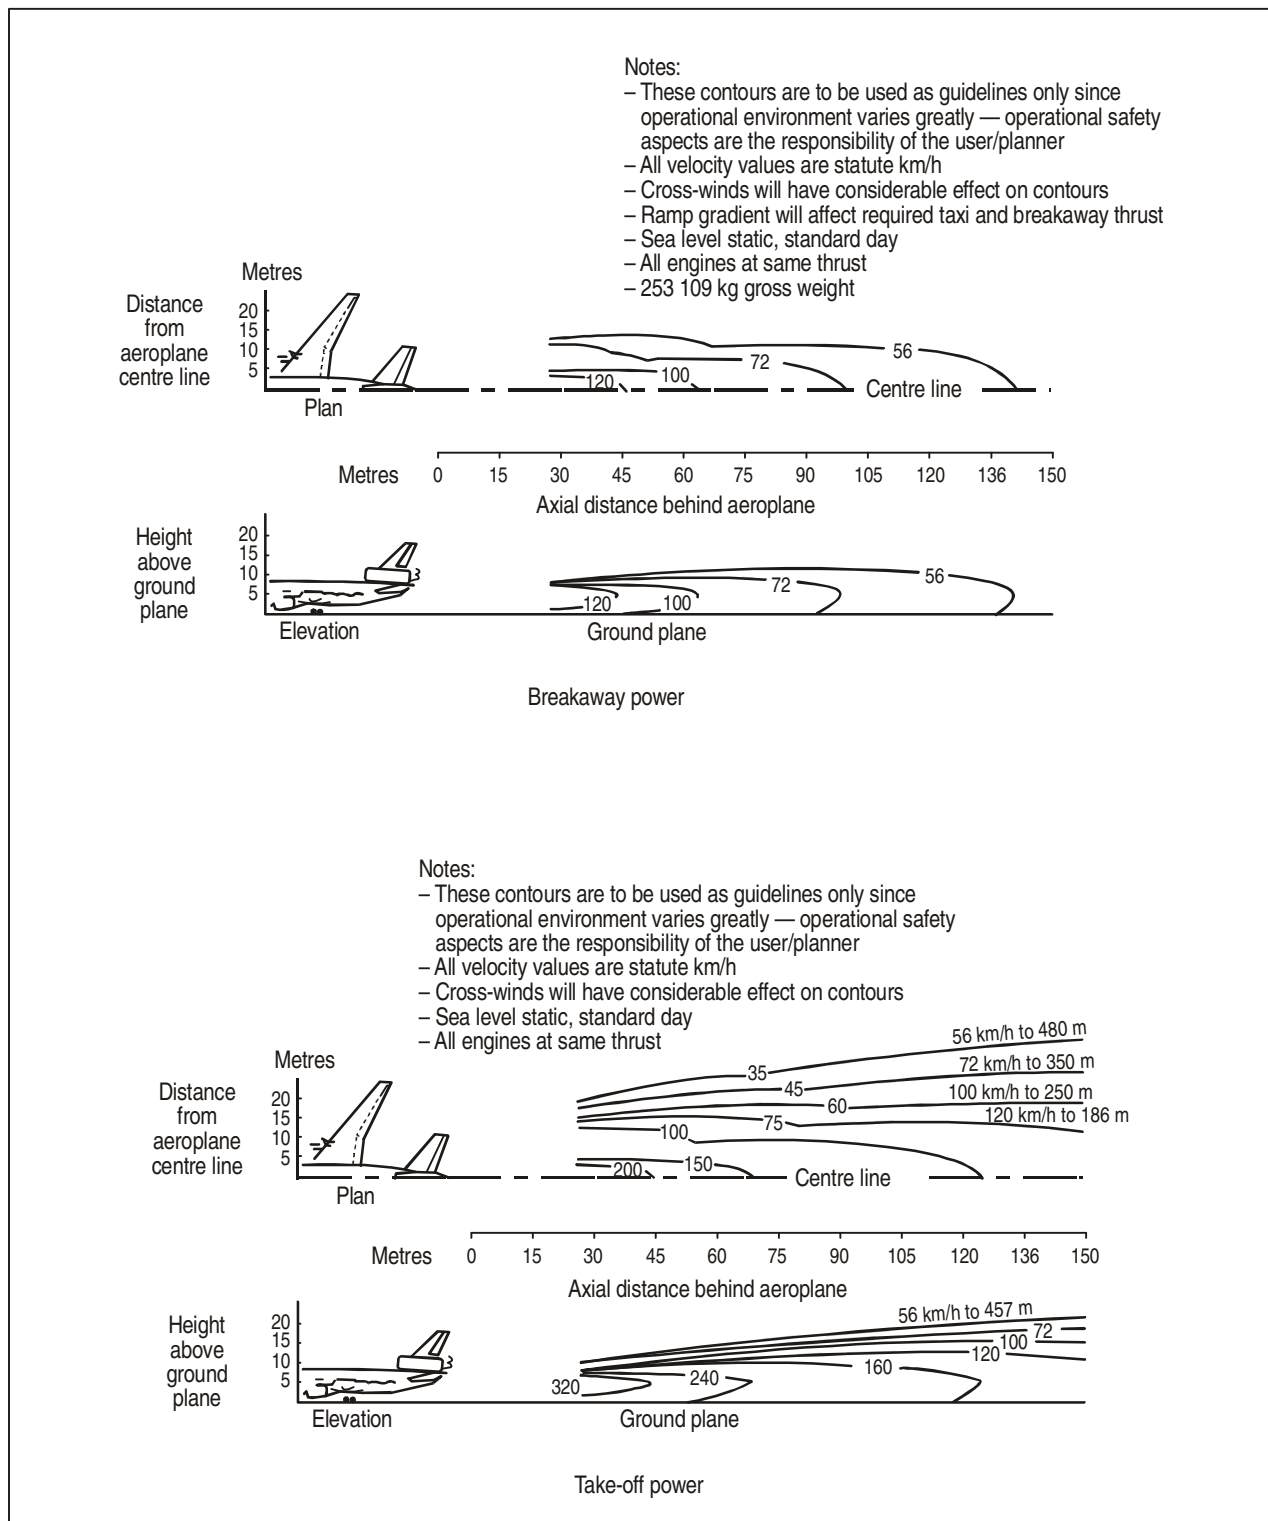 Notes:
– These contours are to be used as guidelines only since
operational environment varies greatly — operational safety
aspects are the responsibility of the user/planner
– All velocity values are statute km/h
– Cross-winds will have considerable effect on contours
– Ramp gradient will affect required taxi and breakaway thrust
– Sea level static, standard day
– All engines at same thrust
– 253 109 kg gross weight
Metres
Distance
from
aeroplane
centre line
20
15
10
5
Plan
120
100
72
56
Centre line
Metres 0 15 30 45 60 75 90 105 120 136 150
Axial distance behind aeroplane
Height
above
ground
plane
20
15
10
5
120
100
72
56
Elevation
Ground plane
Breakaway power
Notes:
– These contours are to be used as guidelines only since
operational environment varies greatly — operational safety
aspects are the responsibility of the user/planner
– All velocity values are statute km/h
– Cross-winds will have considerable effect on contours
– Sea level static, standard day
– All engines at same thrust
Metres
Distance
from
aeroplane
centre line
20
15
10
5
Plan
56 km/h to 480 m
35
72 km/h to 350 m
45
100 km/h to 250 m
60
120 km/h to 186 m
75
100
150
200
Centre line
Metres 0 15 30 45 60 75 90 105 120 136 150
Axial distance behind aeroplane
Height
above
ground
plane
20
15
10
5
56 km/h to 457 m
72
100
120
160
240
320
Elevation
Ground plane
Take-off power